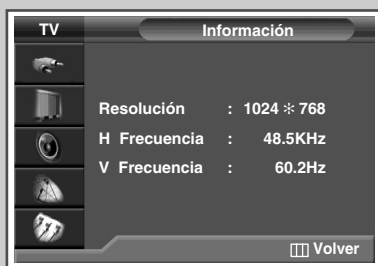 TV
Información
Resolución : 1024 ✳ 768
H Frecuencia : 48.5KHz
V Frecuencia : 60.2Hz
Volver